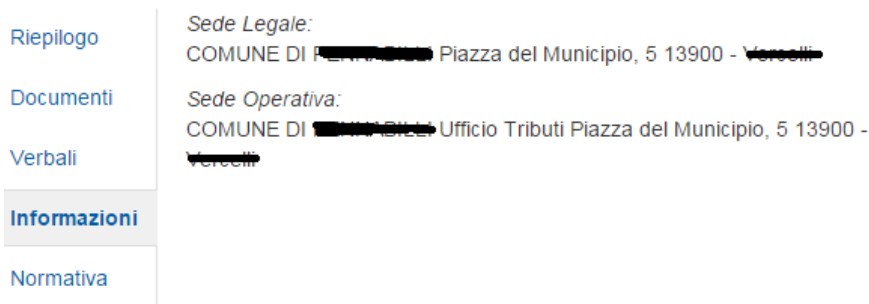 Riepilogo
Documenti
Verbali
Informazioni
Normativa
Sede Legale:
COMUNE DI Piazza del Municipio, 5 13900 -
Sede Operativa:
COMUNE DI Ufficio Tributi Piazza del Municipio, 5 13900 -